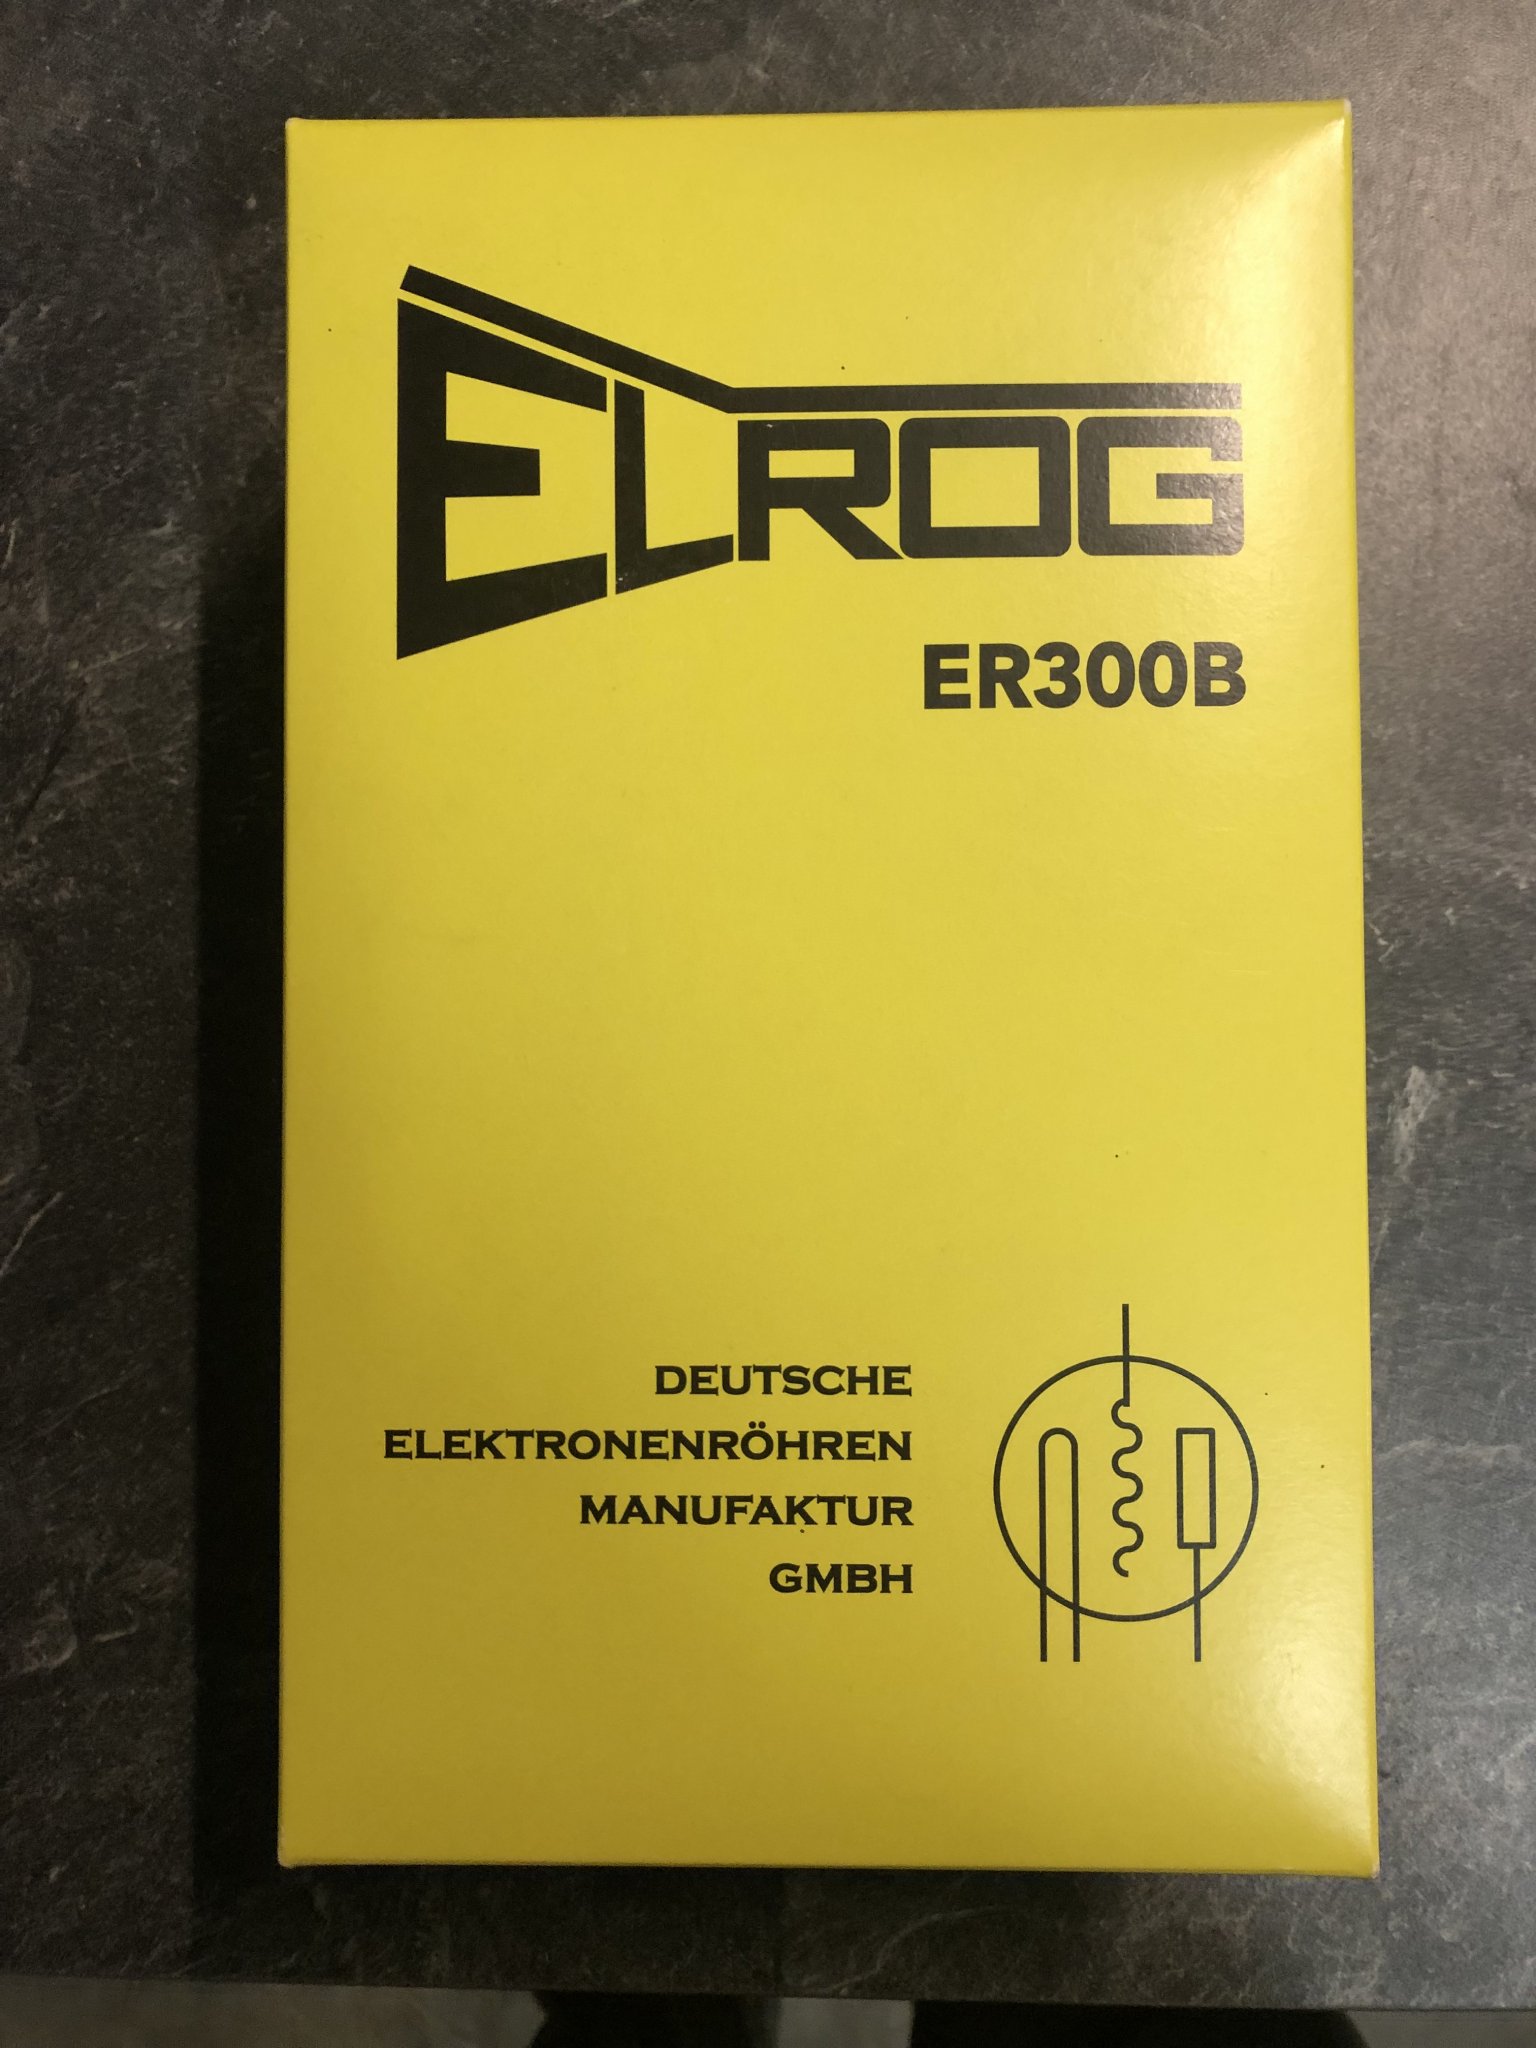 ELROG
ER300B
DEUTSCHE
ELEKTRONENRÖHREN
MANUFAKTUR
GMBH